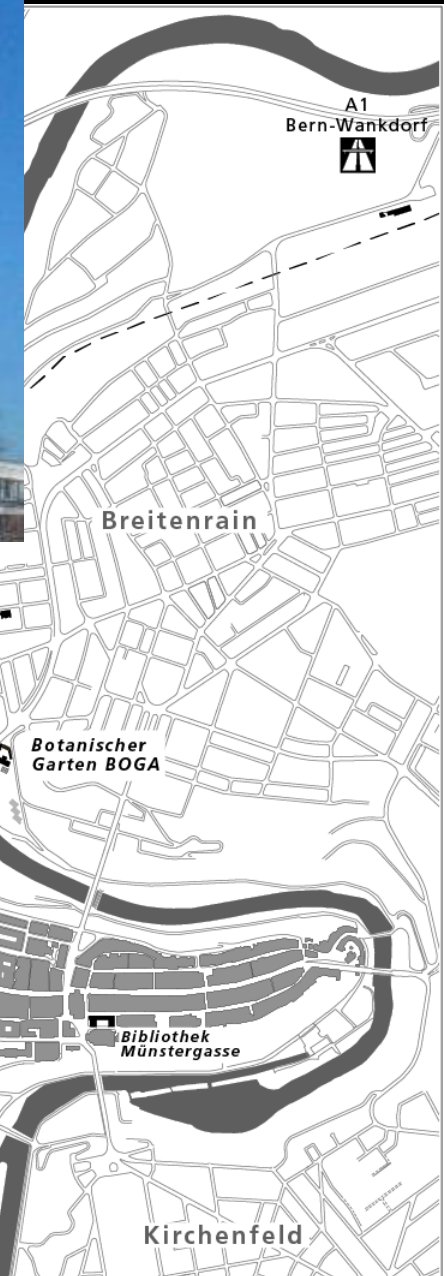 A1
Bern-Wankdorf
Breitenrain
Botanischer
Garten BOGA
Bibliothek
Münstergasse
Kirchenfeld